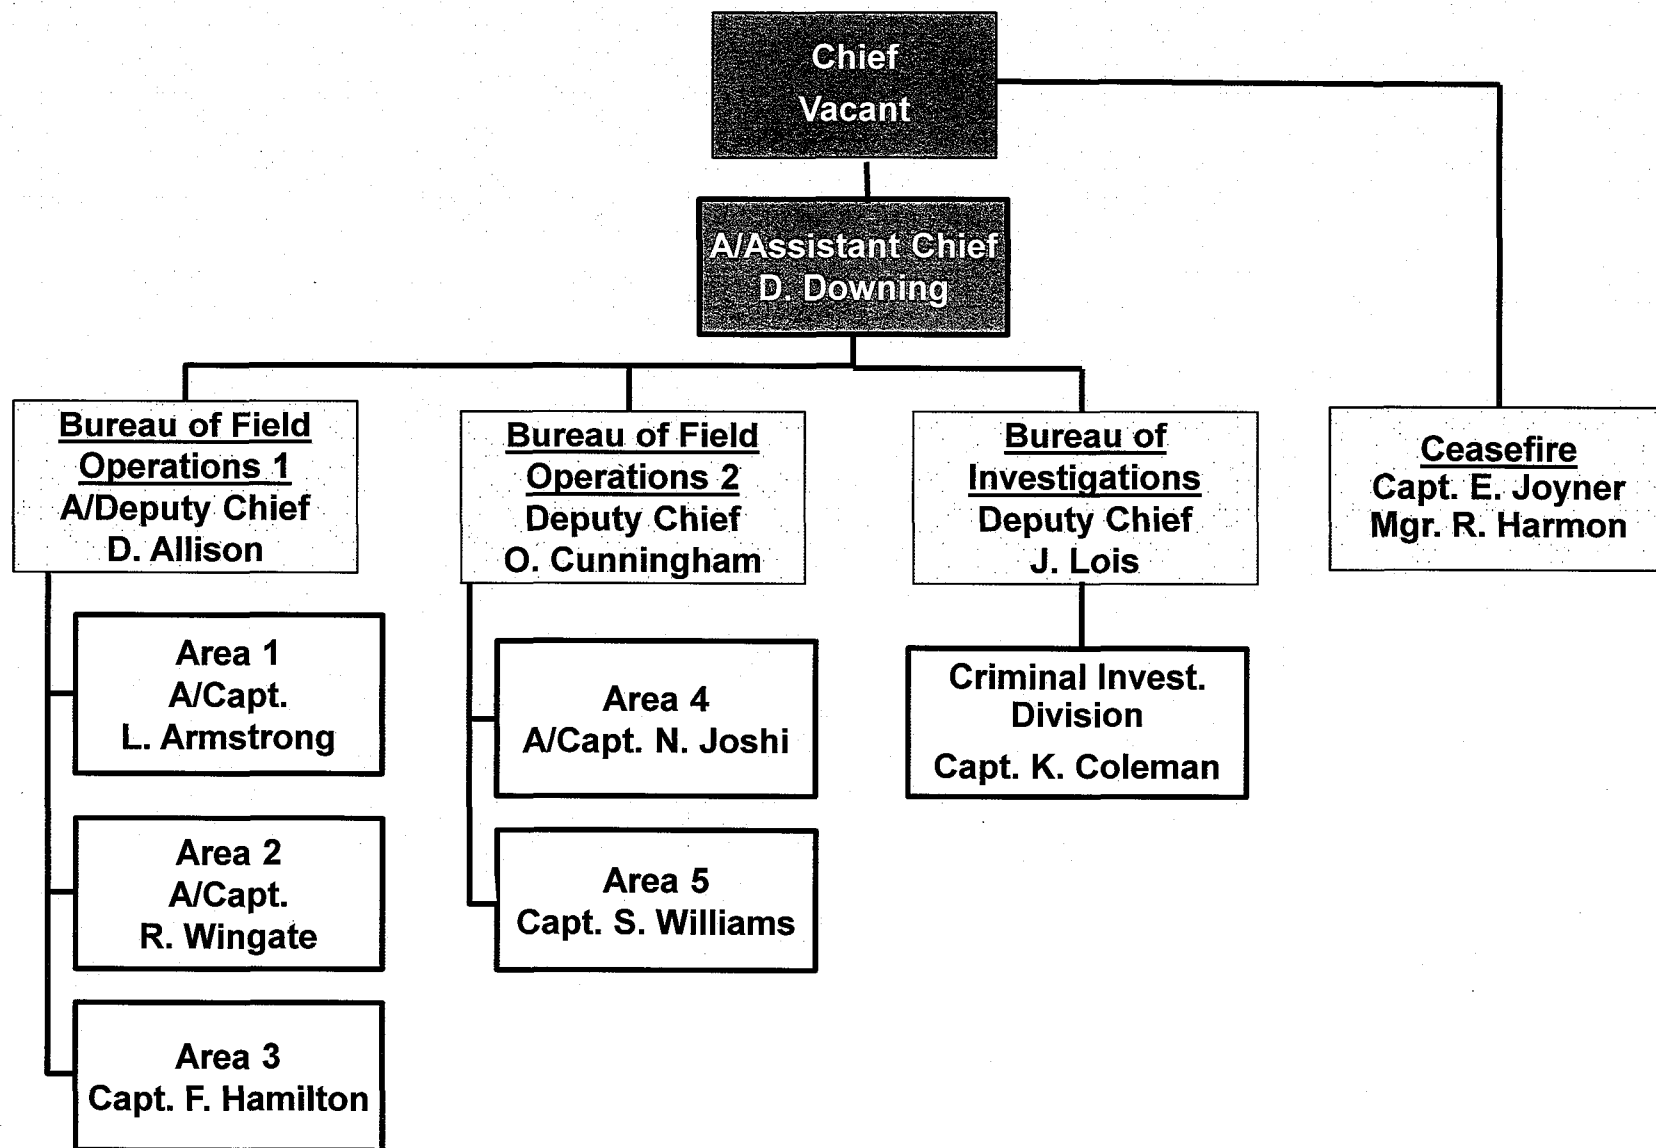 Chief
Vacant
A/Assistant Chief
D. Downing
Bureau of Field
Operations 1
A/Deputy Chief
D. Allison
Bureau of Field
Operations 2
Deputy Chief
O. Cunningham
Bureau of
Investigations
Deputy Chief
J. Lois
Ceasefire
Capt. E. Joyner
Mgr. R. Harmon
Area 1
A/Capt.
L. Armstrong
Area 2
A/Capt.
R. Wingate
Area 3
Capt. F. Hamilton
Area 4
A/Capt. N. Joshi
Area 5
Capt. S. Williams
Criminal Invest.
Division
Capt. K. Coleman